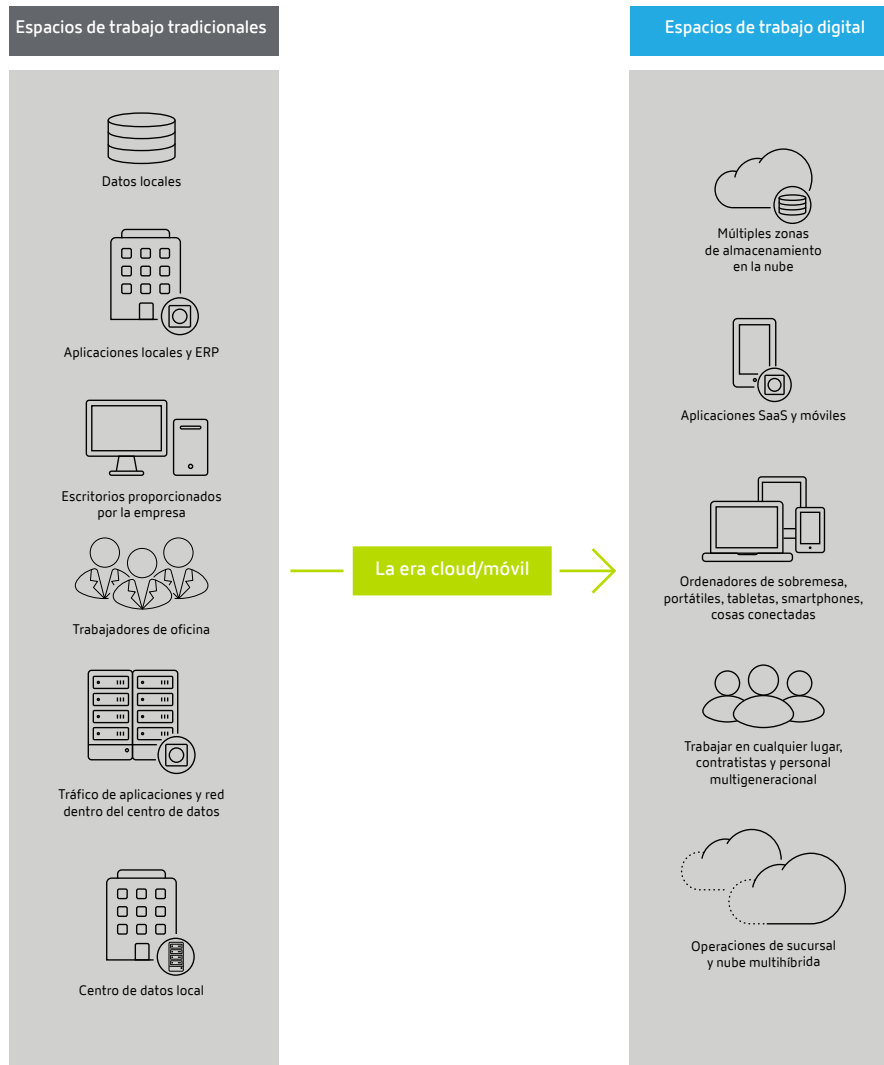 Espacios de trabajo tradicionales
Datos locales
Aplicaciones locales y ERP
Escritorios proporcionados
por la empresa
Trabajadores de oficina
Tráfico de aplicaciones y red
dentro del centro de datos
Centro de datos local
La era cloud/móvil
Espacios de trabajo digital
Múltiples zonas
de almacenamiento
en la nube
Aplicaciones SaaS y móviles
Ordenadores de sobremesa,
portátiles, tabletas, smartphones,
cosas conectadas
Trabajar en cualquier lugar,
contratistas y personal
multigeneracional
Operaciones de sucursal
y nube multihíbrida